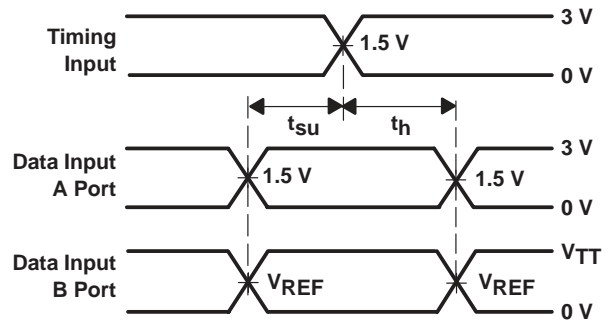 3 V
Timing
Input
1.5 V
0 V
tsu
th
3 V
Data Input
A Port
1.5 V
1.5 V
0 V
VTT
Data Input
B Port
VREF
VREF
0 V